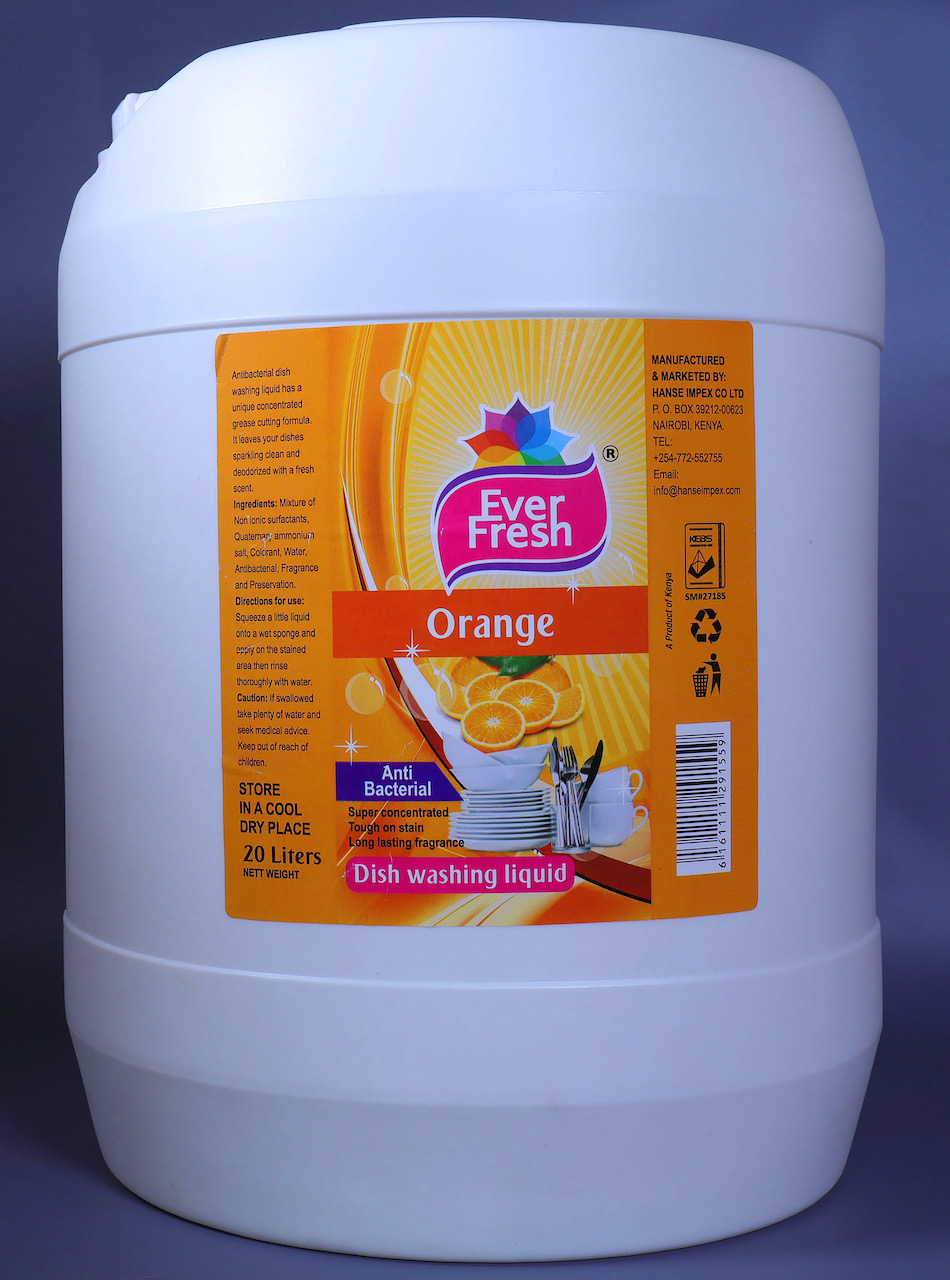 Antibacterial dish
washing liquid has a
unique concentrated
grease cutting formula.
It leaves your dishes
sparkling clean and
deodorized with a fresh
scent.
Ingredients: Mixture of
Non ionic surfactants,
Quaternary ammonium
salt, Colorant, Water,
Antibacterial, Fragrance
and Preservation.
Directions for use:
Squeeze a little liquid
onto a wet sponge and
apply on the stained
area then rinse
thoroughly with water.
Caution: If swallowed
take plenty of water and
seek medical advice.
Keep out of reach of
children.
STORE
IN A COOL
DRY PLACE
20 Liters
NETT WEIGHT
®
Ever
Fresh
Orange
Anti
Bacterial
Super concentrated
Tough on stain
Long lasting fragrance
Dish washing liquid
MANUFACTURED
& MARKETED BY:
HANSE IMPEX CO LTD
P. O. BOX 39212-00623
NAIROBI, KENYA.
TEL:
+254-772-552755
Email:
info@hanseimpex.com
KEBS
SM#27185
A Product of Kenya
6 161111 291559